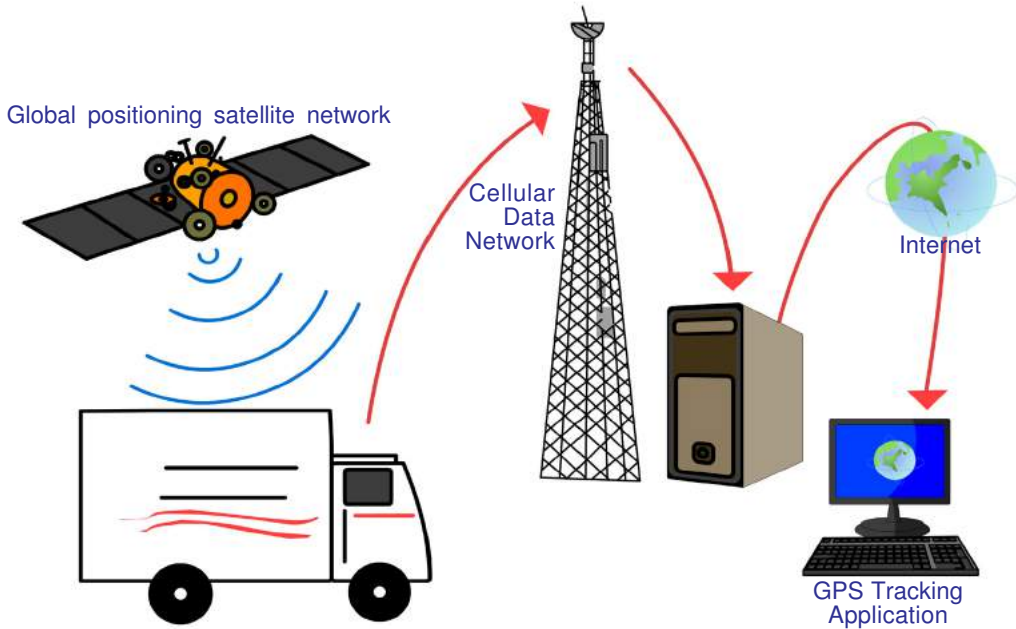 Global positioning satellite network
Cellular
Data
Network
Internet
GPS Tracking
Application